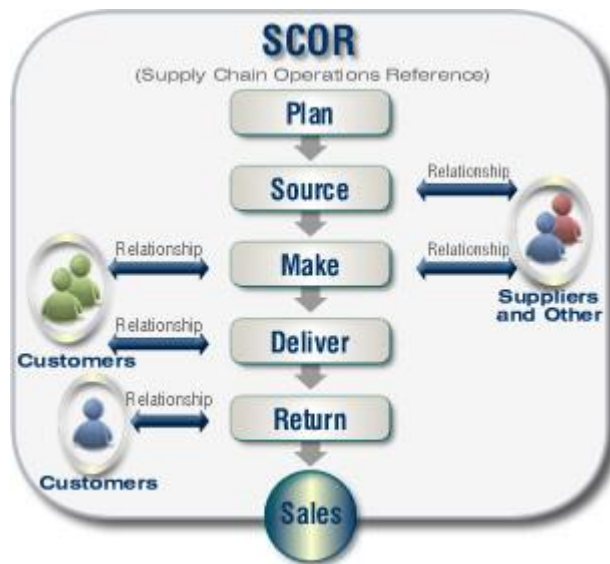 SCOR
(Supply Chain Operations Reference)
Plan
Source
Relationship
Relationship
Make
Relationship
Suppliers
and Other
Relationship
Deliver
Customers
Relationship
Return
Customers
Sales